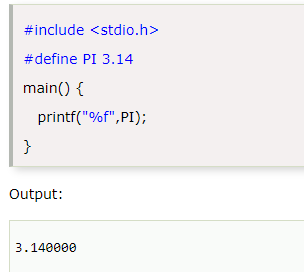 #include <stdio.h>
#define PI 3.14
main() {
printf("%f",PI);
}
Output:
3.140000